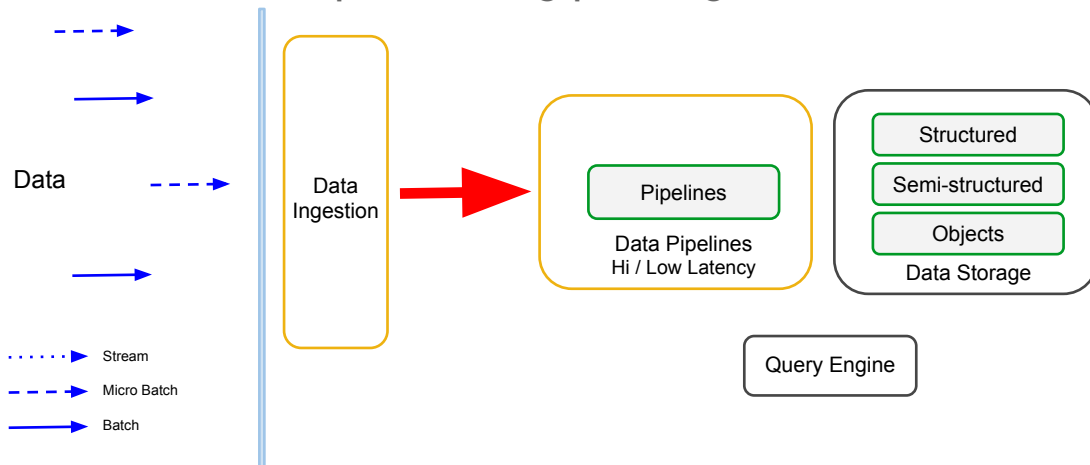 Data
Stream
Micro Batch
Batch
Data
Ingestion
Pipelines
Data Pipelines
Hi / Low Latency
Structured
Semi-structured
Objects
Data Storage
Query Engine